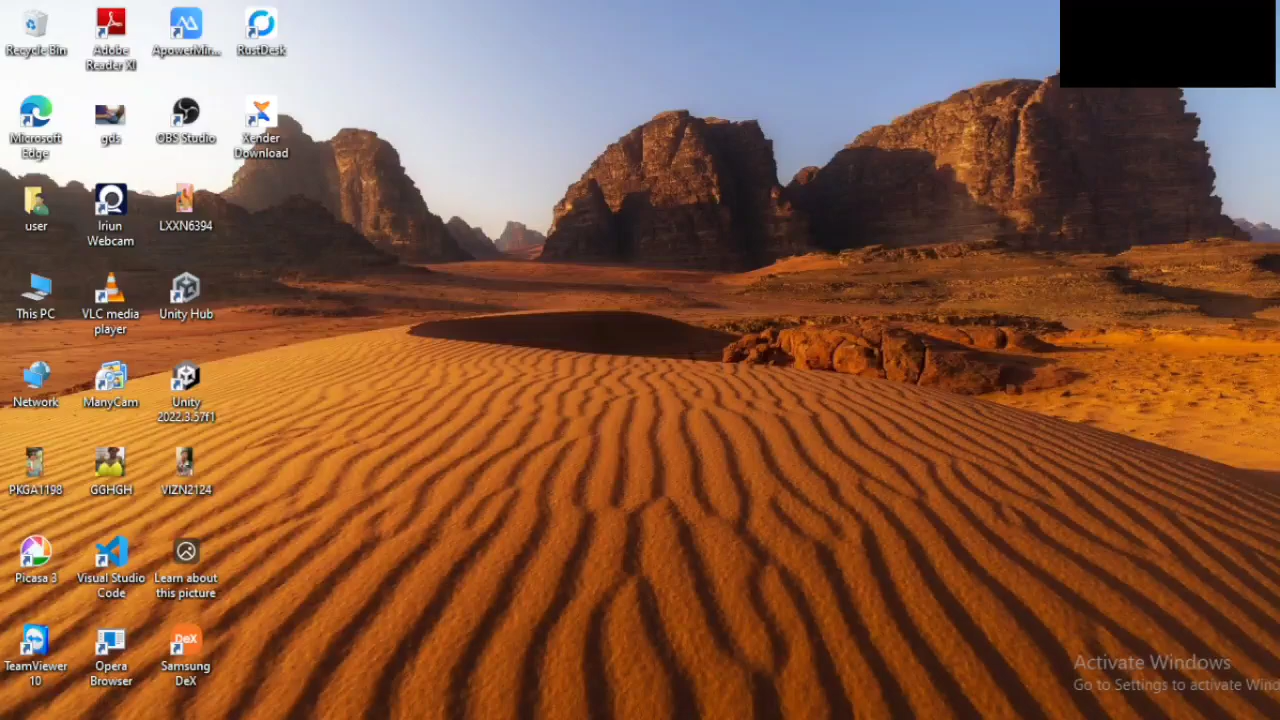 Recycle Bin
Adobe
Reader XI
ApowerMir...
RustDesk
Microsoft
Edge
gds
OBS Studio
Xender
Download
user
Iriun
Webcam
LXXN6394
This PC
VLC media
player
Unity Hub
Network
ManyCam
Unity
2022.3.57f1
PKGA1198
GGHGH
VIZN2124
Picasa 3
Visual Studio
Code
Learn about
this picture
TeamViewer
10
Opera
Browser
DeX
Samsung
DeX
Activate Windows
Go to Settings to activate Wind